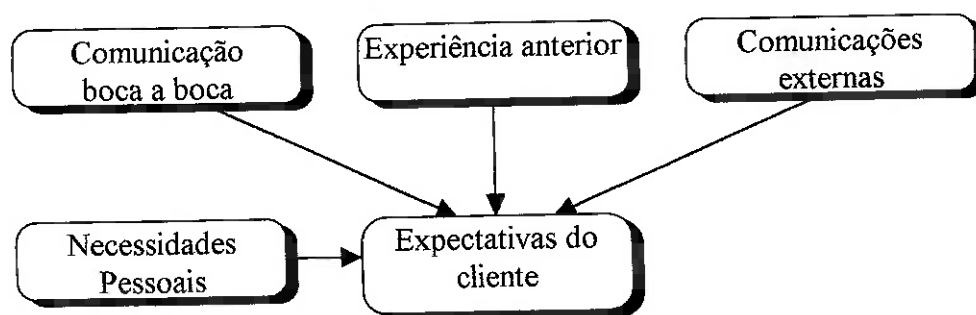 Comunicação
boca a boca
Experiência anterior
Comunicações
externas
Necessidades
Pessoais
Expectativas do
cliente